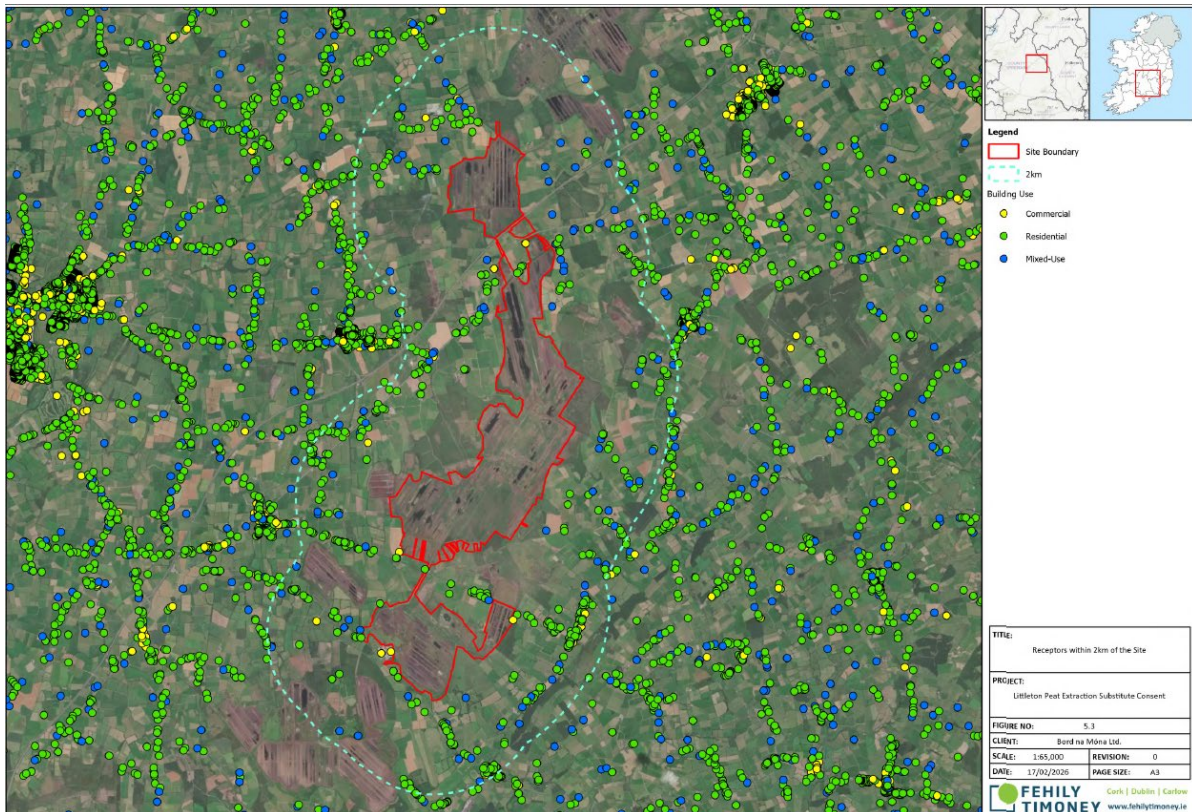 Legend
Site Boundary
2km
Building Use
Commercial
Residential
Mixed-Use
TITLE:
Receptors within 2km of the Site
PROJECT:
Littleton Peat Extraction Substitute Consent
FIGURE NO: 5.3
CLIENT: Bord na Móna Ltd.
SCALE: 1:65,000 REVISION: 0
DATE: 17/02/2026 PAGE SIZE: A3
FEHILY
TIMONEY
Cork | Dublin | Carlow
www.fehilytimoney.ie